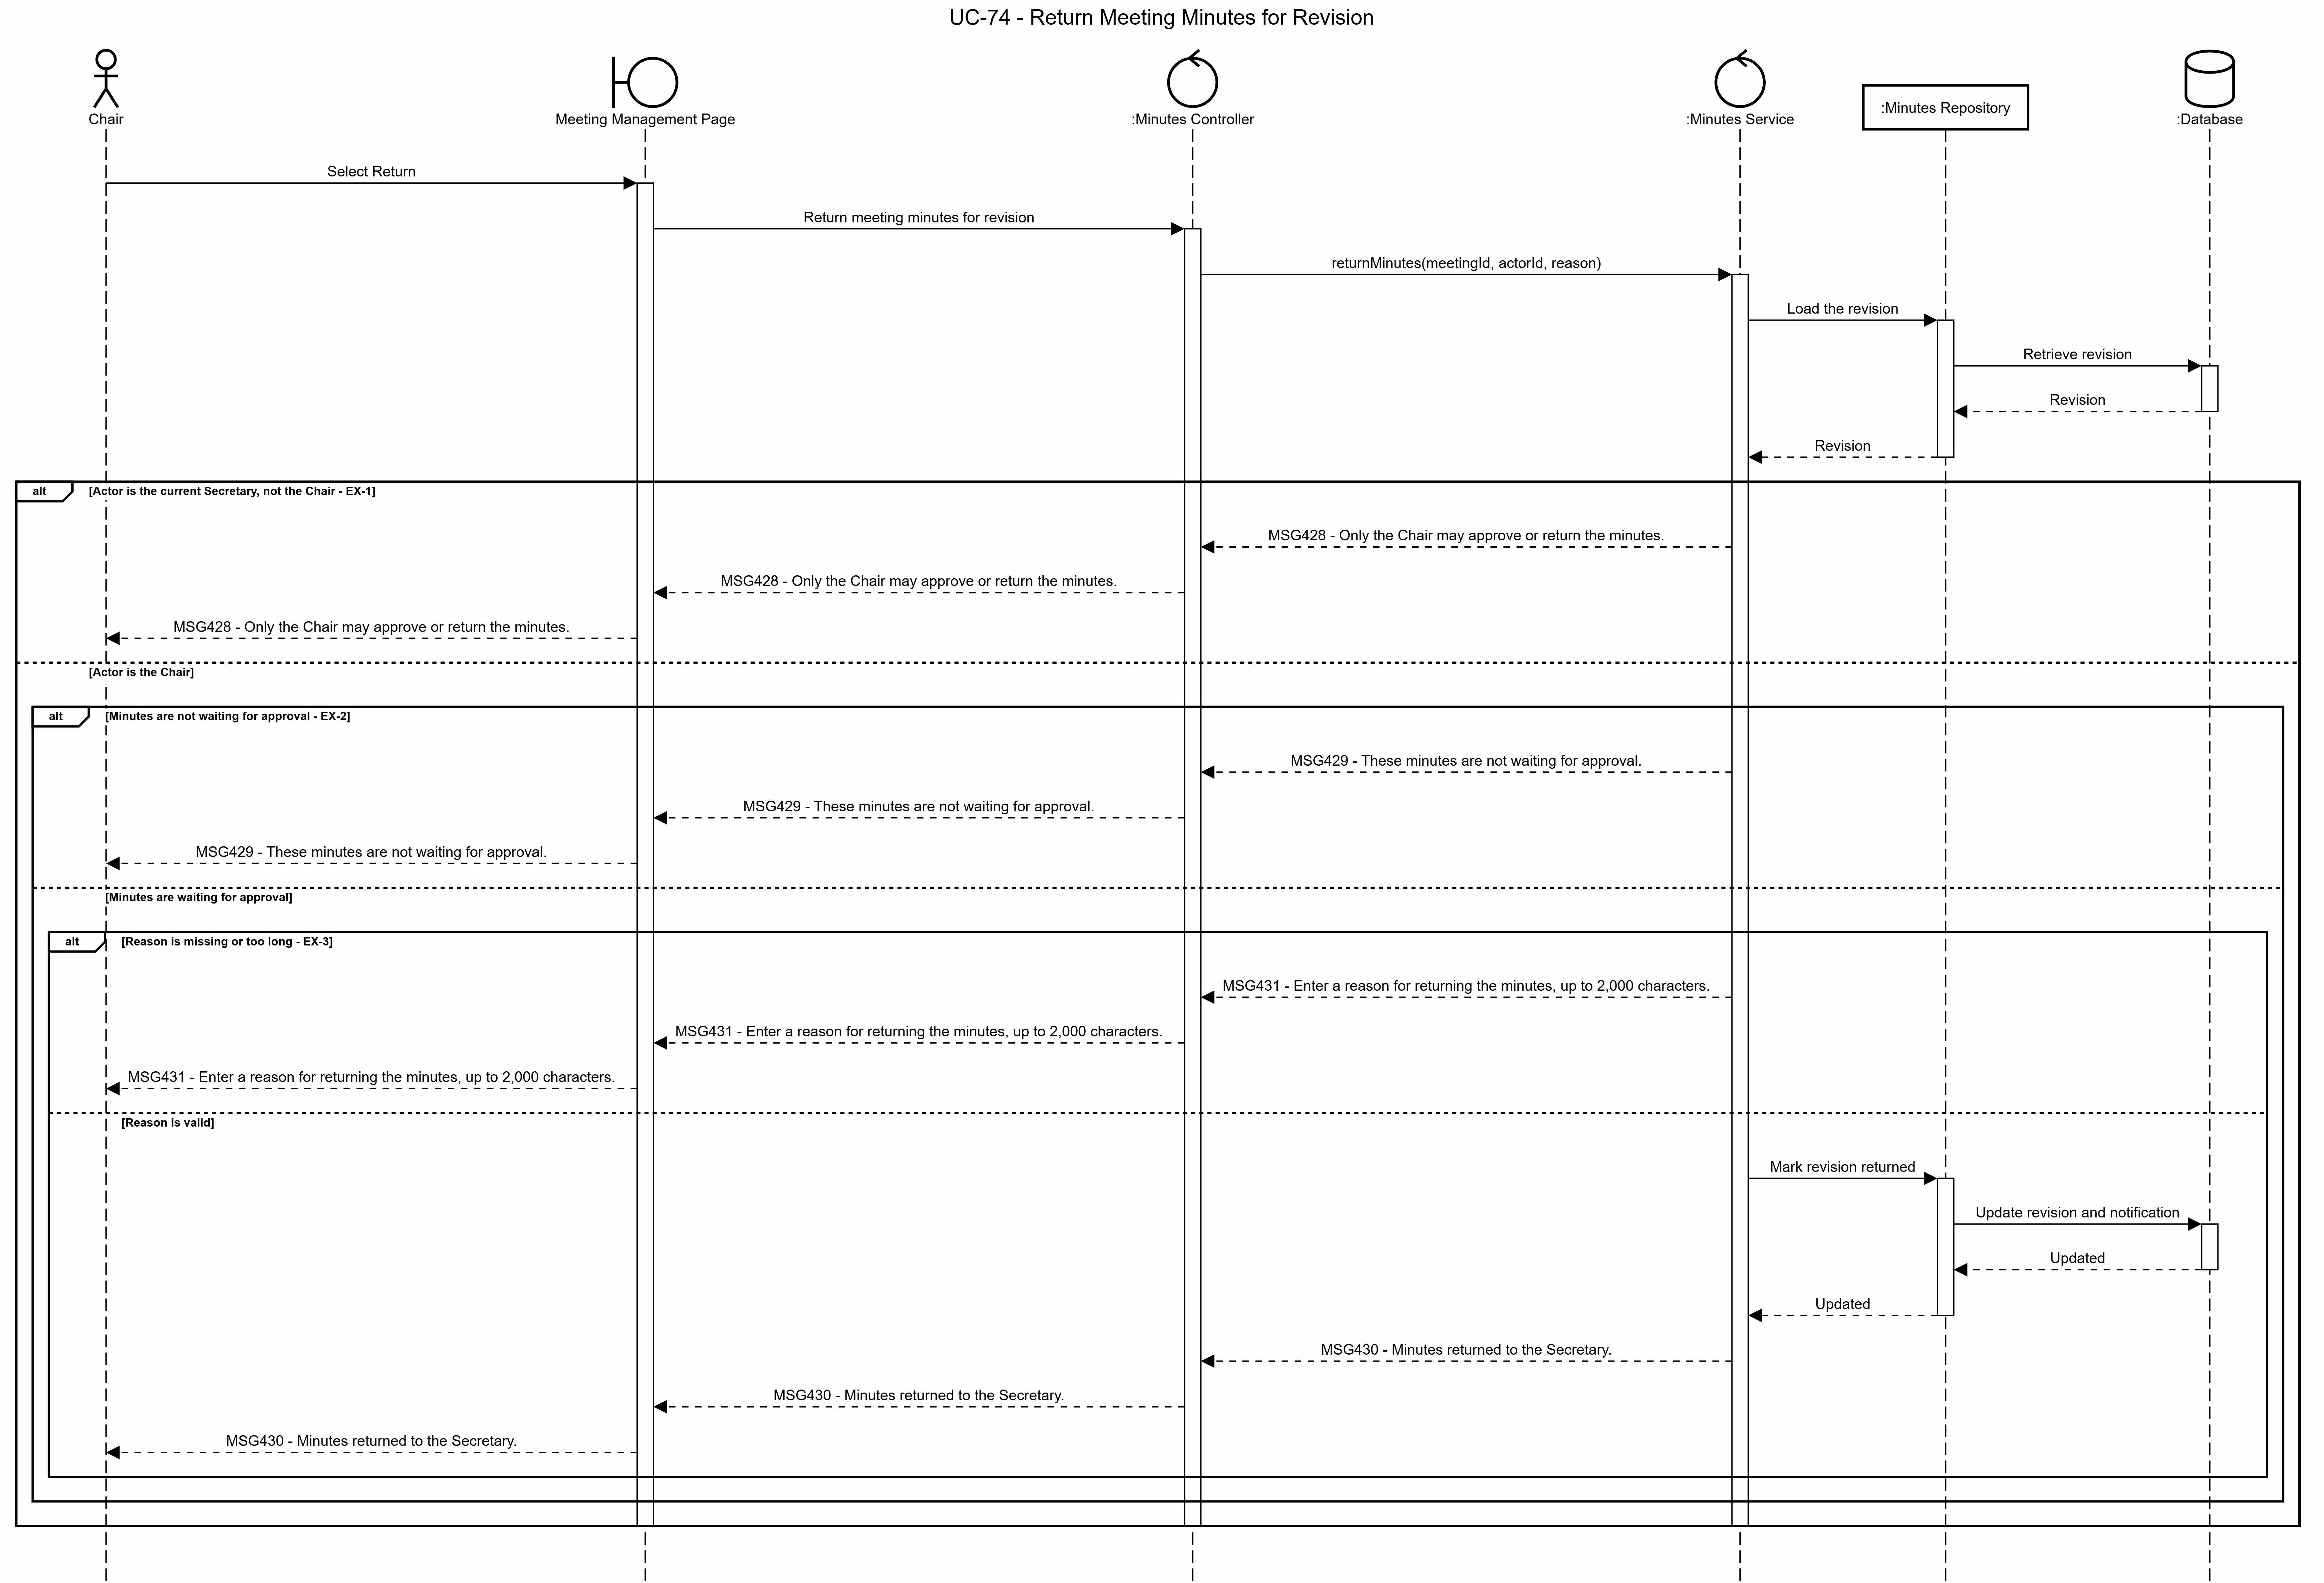 UC-74 - Return Meeting Minutes for Revision
Chair
Meeting Management Page
:Minutes Controller
:Minutes Service
:Minutes Repository
:Database
Select Return
Return meeting minutes for revision
returnMinutes(meetingId, actorId, reason)
Load the revision
Retrieve revision
Revision
Revision
alt
[Actor is the current Secretary, not the Chair - EX-1]
MSG428 - Only the Chair may approve or return the minutes.
MSG428 - Only the Chair may approve or return the minutes.
MSG428 - Only the Chair may approve or return the minutes.
[Actor is the Chair]
alt
[Minutes are not waiting for approval - EX-2]
MSG429 - These minutes are not waiting for approval.
MSG429 - These minutes are not waiting for approval.
MSG429 - These minutes are not waiting for approval.
[Minutes are waiting for approval]
alt
[Reason is missing or too long - EX-3]
MSG431 - Enter a reason for returning the minutes, up to 2,000 characters.
MSG431 - Enter a reason for returning the minutes, up to 2,000 characters.
MSG431 - Enter a reason for returning the minutes, up to 2,000 characters.
[Reason is valid]
Mark revision returned
Update revision and notification
Updated
Updated
MSG430 - Minutes returned to the Secretary.
MSG430 - Minutes returned to the Secretary.
MSG430 - Minutes returned to the Secretary.